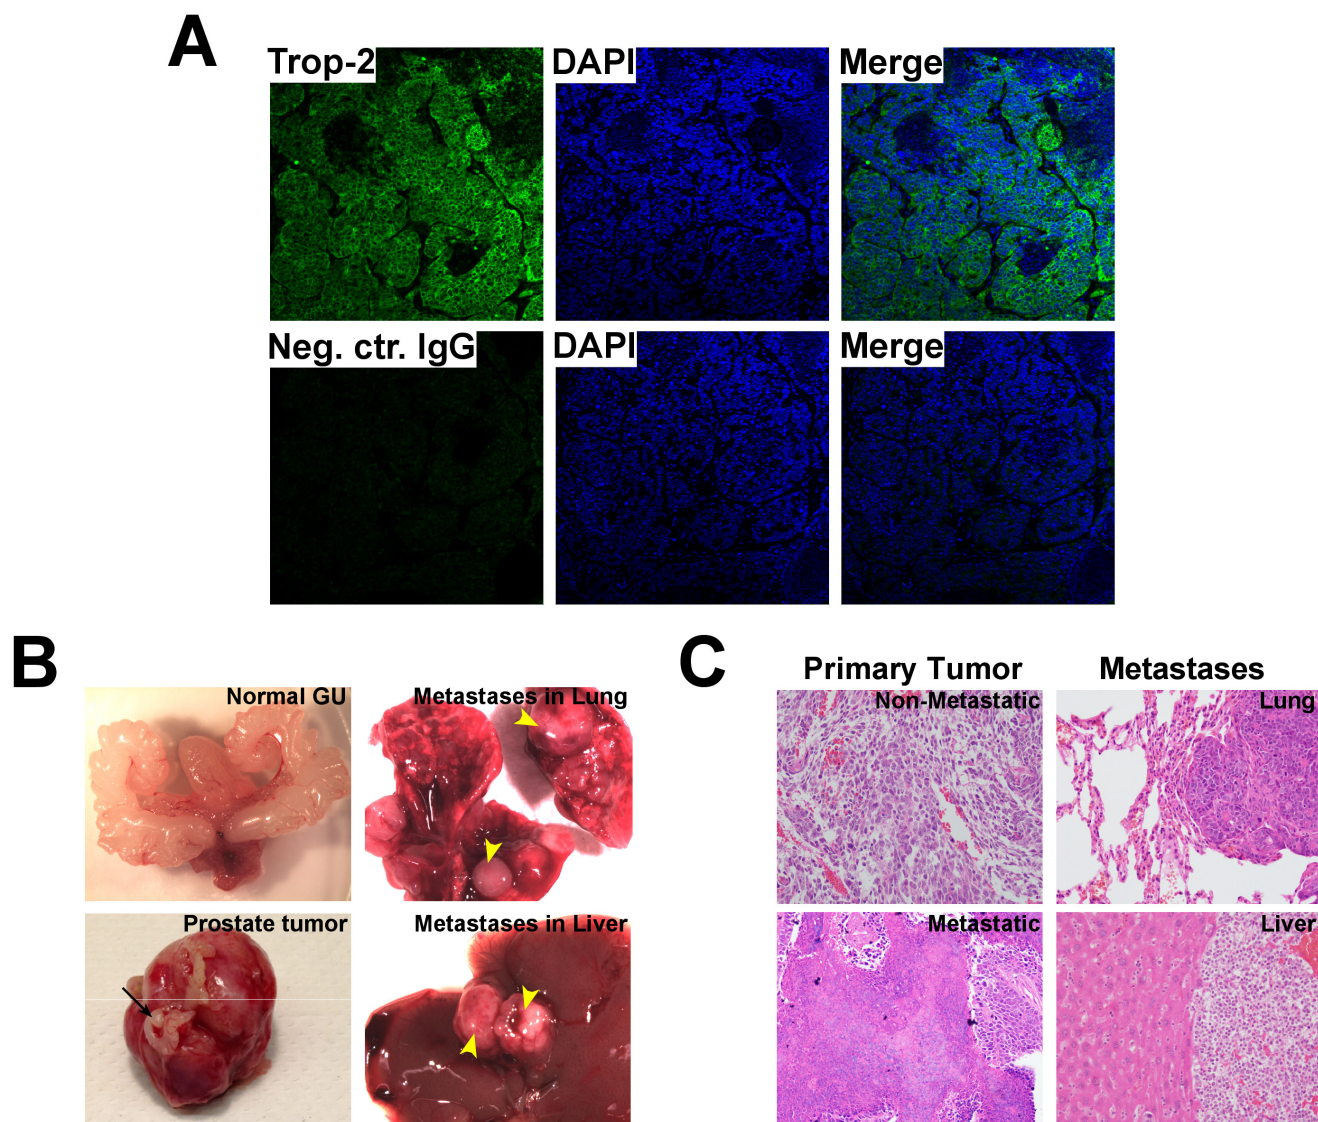 A
Trop-2
DAPI
Merge
Neg. ctr. IgG
DAPI
Merge
B
Normal GU
Metastases in Lung
Prostate tumor
Metastases in Liver
C
Primary Tumor
Metastases
Non-Metastatic
Lung
Metastatic
Liver